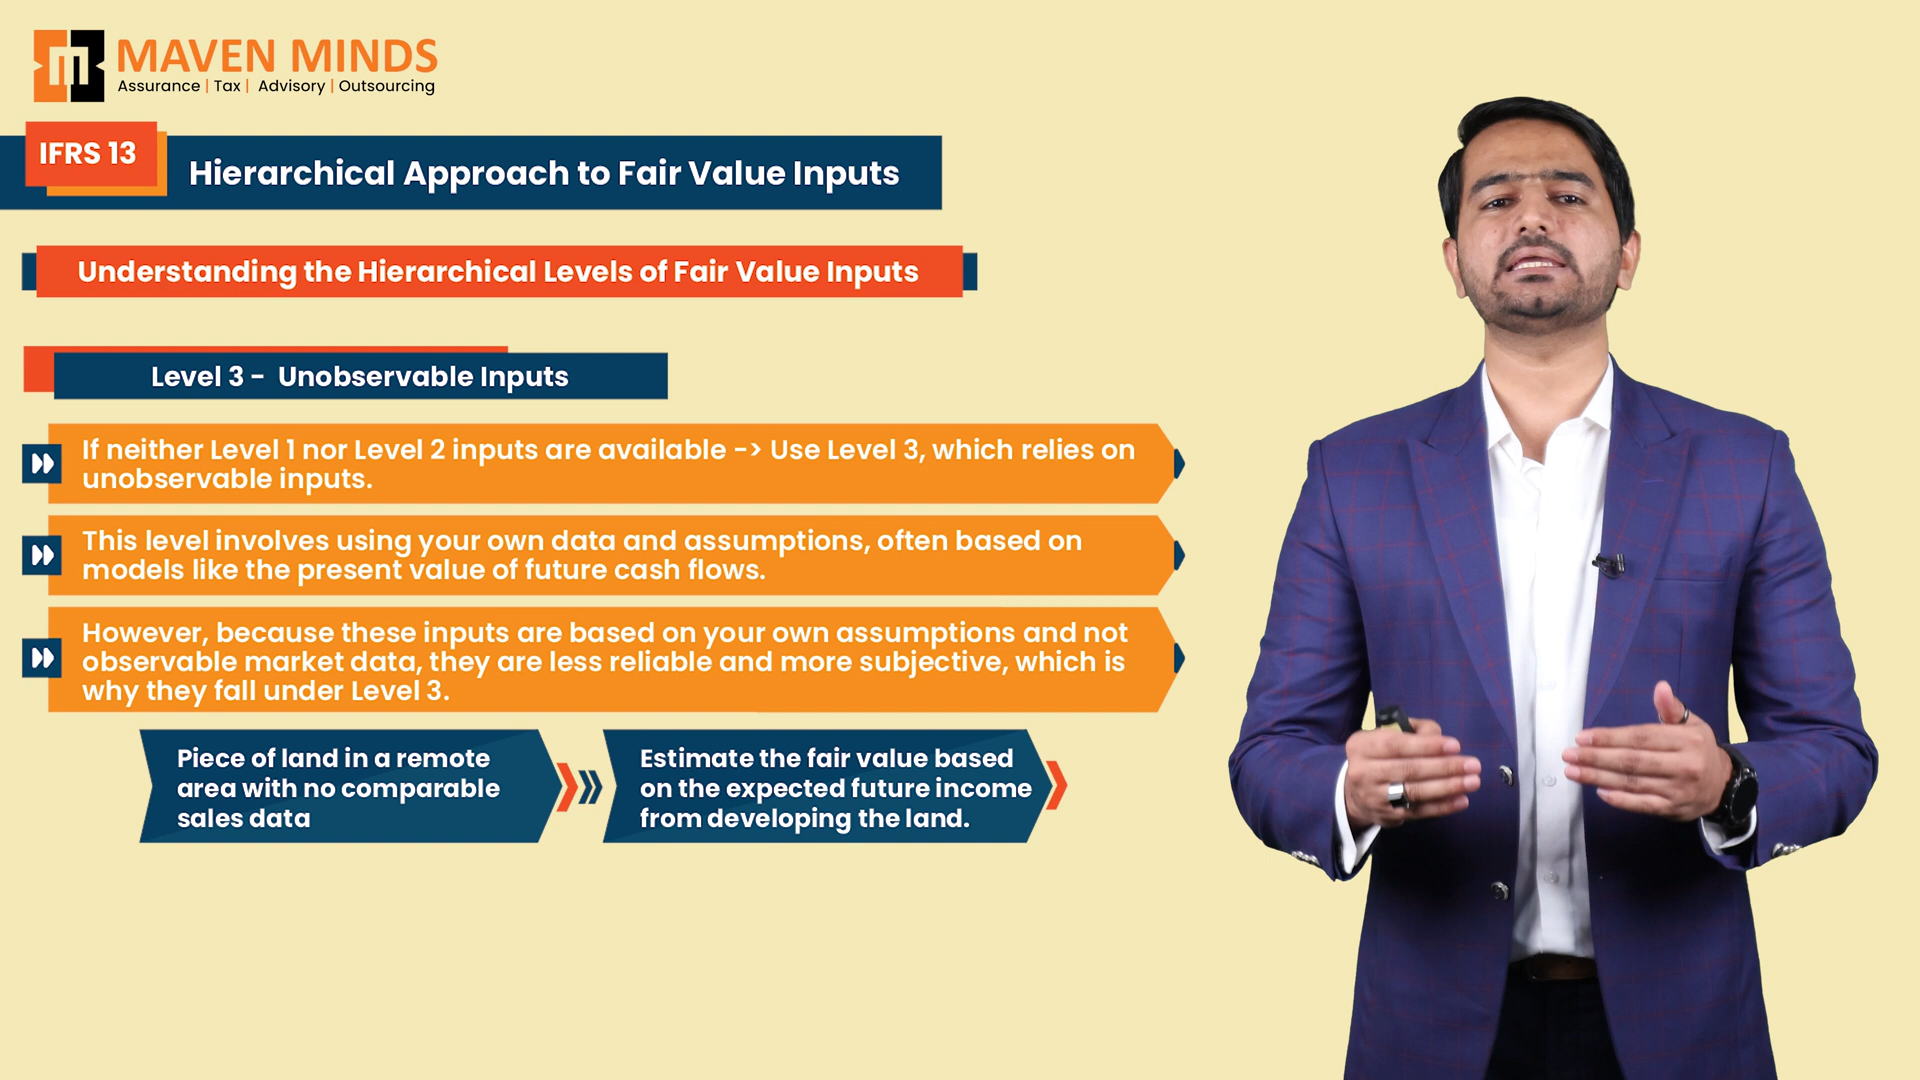 MAVEN MINDS
Assurance | Tax | Advisory | Outsourcing
IFRS 13
Hierarchical Approach to Fair Value Inputs
Understanding the Hierarchical Levels of Fair Value Inputs
Level 3 - Unobservable Inputs
If neither Level 1 nor Level 2 inputs are available -> Use Level 3, which relies on
unobservable inputs.
This level involves using your own data and assumptions, often based on
models like the present value of future cash flows.
However, because these inputs are based on your own assumptions and not
observable market data, they are less reliable and more subjective, which is
why they fall under Level 3.
Piece of land in a remote
area with no comparable
sales data
Estimate the fair value based
on the expected future income
from developing the land.